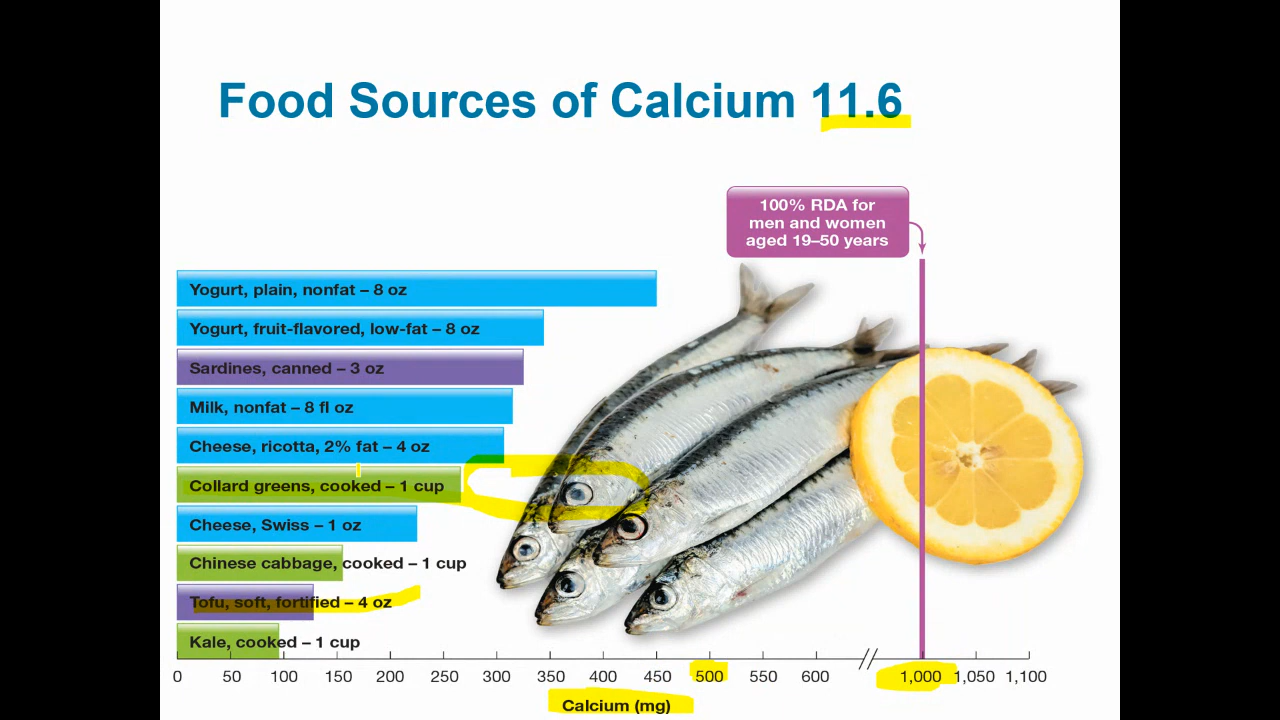 Food Sources of Calcium 11.6
100% RDA for
men and women
aged 19–50 years
Yogurt, plain, nonfat – 8 oz
Yogurt, fruit-flavored, low-fat – 8 oz
Sardines, canned – 3 oz
Milk, nonfat – 8 fl oz
Cheese, ricotta, 2% fat – 4 oz
Collard greens, cooked – 1 cup
Cheese, Swiss – 1 oz
Chinese cabbage, cooked – 1 cup
Tofu, soft, fortified – 4 oz
Kale, cooked – 1 cup
0 50 100 150 200 250 300 350 400 450 500 550 600 1,000 1,050 1,100
Calcium (mg)